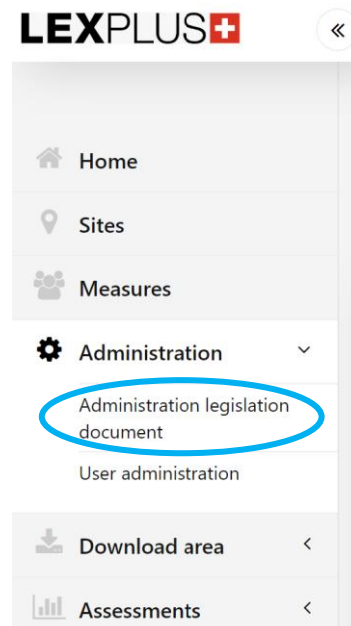 LEXPLUS
Home
Sites
Measures
Administration
Administration legislation
document
User administration
Download area
Assessments